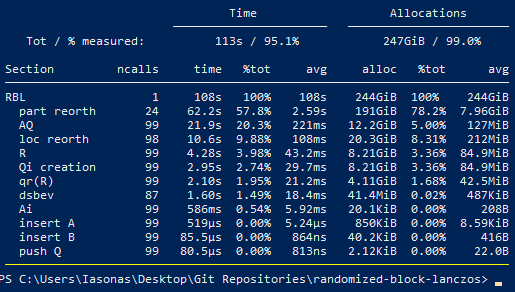 Time Allocations
Tot / % measured: 113s / 95.1% 247GiB / 99.0%
Section ncalls time %tot avg alloc %tot avg
RBL 1 108s 100% 108s 244GiB 100% 244GiB
part reorth 24 62.2s 57.8% 2.59s 191GiB 78.2% 7.96GiB
AQ 99 21.9s 20.3% 221ms 12.2GiB 5.00% 127MiB
loc reorth 98 10.6s 9.88% 108ms 20.3GiB 8.31% 212MiB
R 99 4.28s 3.98% 43.2ms 8.21GiB 3.36% 84.9MiB
Qi creation 99 2.95s 2.74% 29.7ms 8.21GiB 3.36% 84.9MiB
qr(R) 99 2.10s 1.95% 21.2ms 4.11GiB 1.68% 42.5MiB
dsbev 87 1.60s 1.49% 18.4ms 41.4MiB 0.02% 487KiB
Ai 99 586ms 0.54% 5.92ms 20.1KiB 0.00% 208B
insert A 99 519μs 0.00% 5.24μs 850KiB 0.00% 8.59KiB
insert B 99 85.5μs 0.00% 864ns 40.2KiB 0.00% 416B
push Q 99 80.5μs 0.00% 813ns 2.12KiB 0.00% 22.0B
PS C:\Users\Iasonas\Desktop\Git Repositories\randomized-block-lanczos>